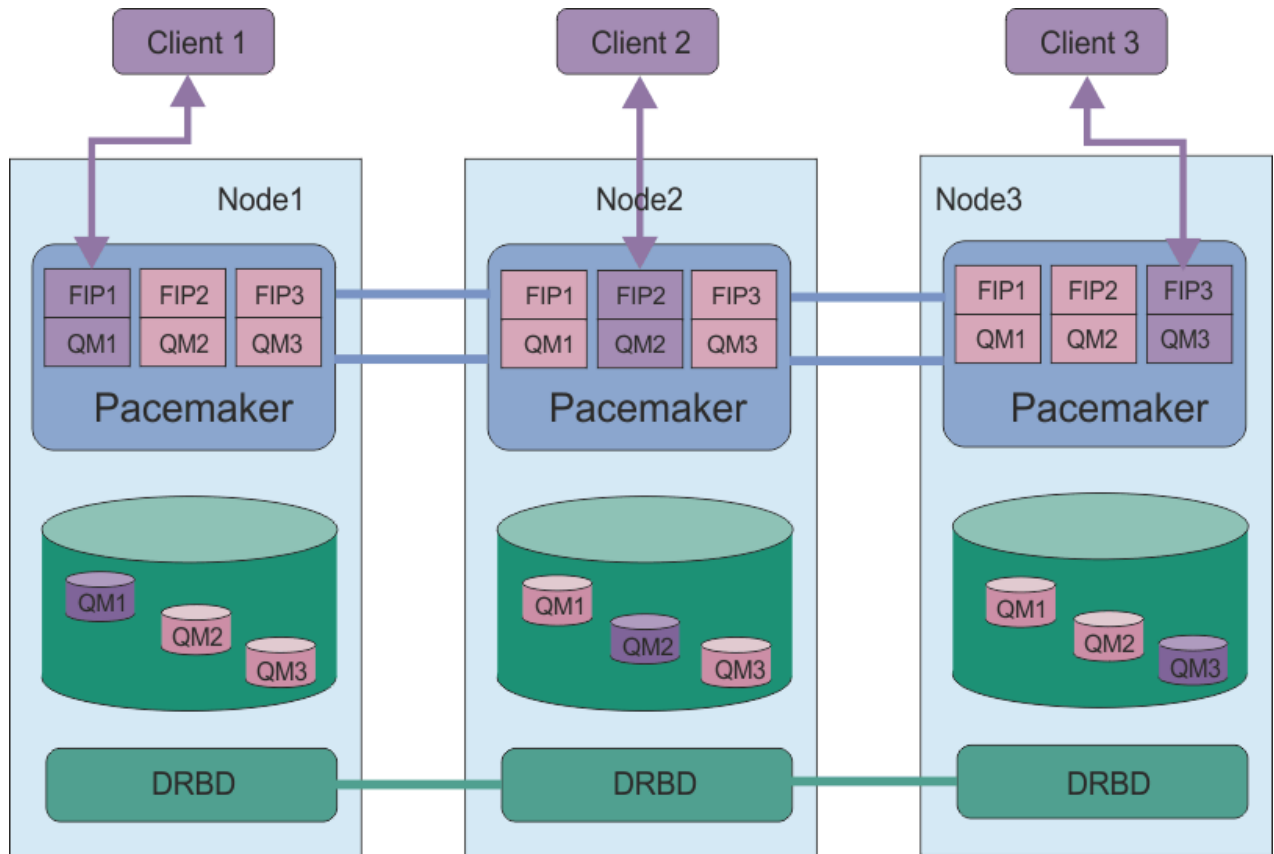 Client 1
Client 2
Client 3
Node1
Node2
Node3
FIP1 FIP2 FIP3
QM1 QM2 QM3
Pacemaker
FIP1 FIP2 FIP3
QM1 QM2 QM3
Pacemaker
FIP1 FIP2 FIP3
QM1 QM2 QM3
Pacemaker
QM1
QM2
QM3
QM1
QM2
QM3
QM1
QM2
QM3
DRBD
DRBD
DRBD